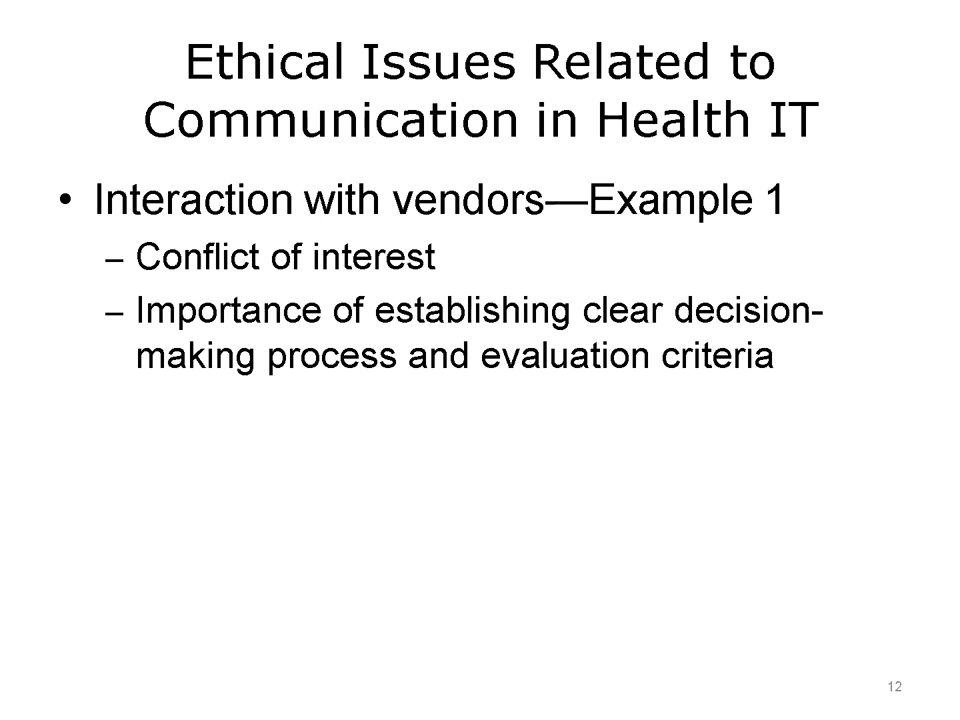 Ethical Issues Related to
Communication in Health IT
• Interaction with vendors—Example 1
– Conflict of interest
– Importance of establishing clear decision-
making process and evaluation criteria
12